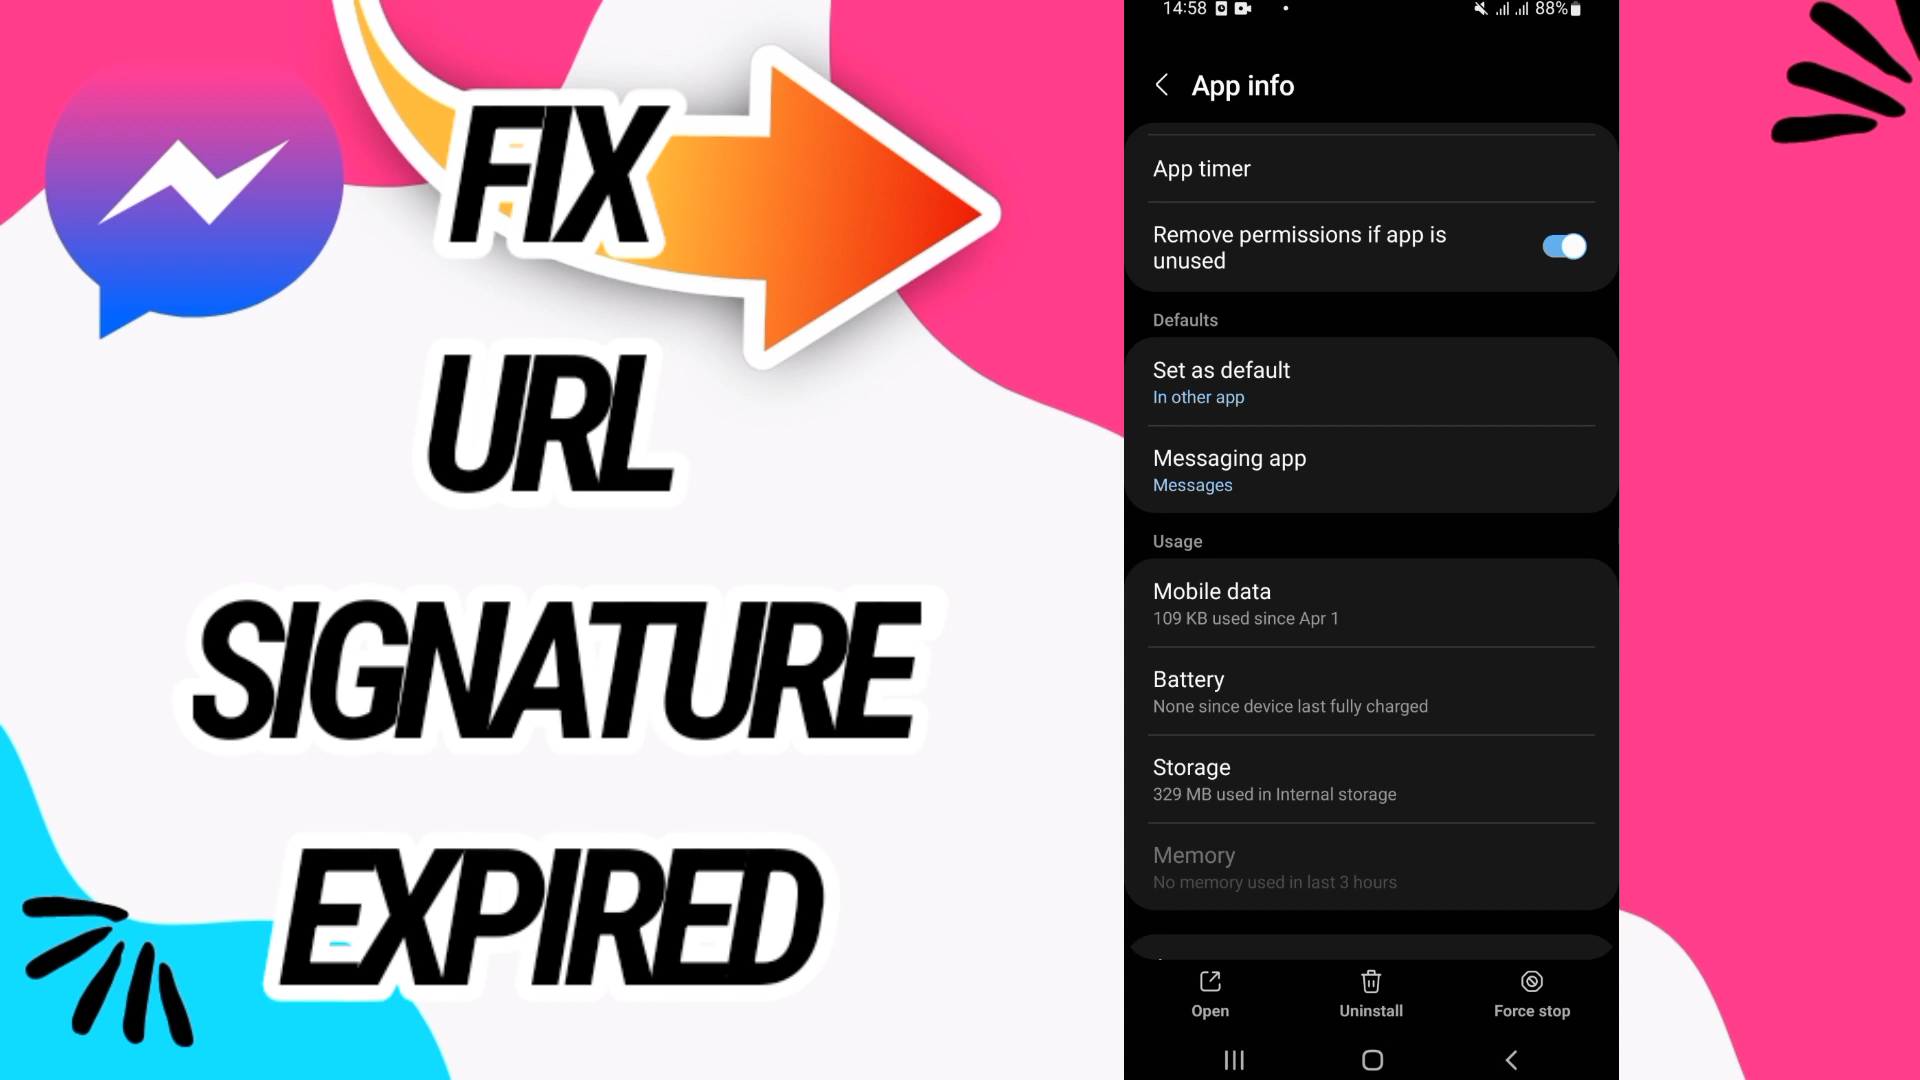 FIX
URL
SIGNATURE
EXPIRED
14:58
88%
App info
App timer
Remove permissions if app is
unused
Defaults
Set as default
In other app
Messaging app
Messages
Usage
Mobile data
109 KB used since Apr 1
Battery
None since device last fully charged
Storage
329 MB used in Internal storage
Memory
No memory used in last 3 hours
Open
Uninstall
Force stop